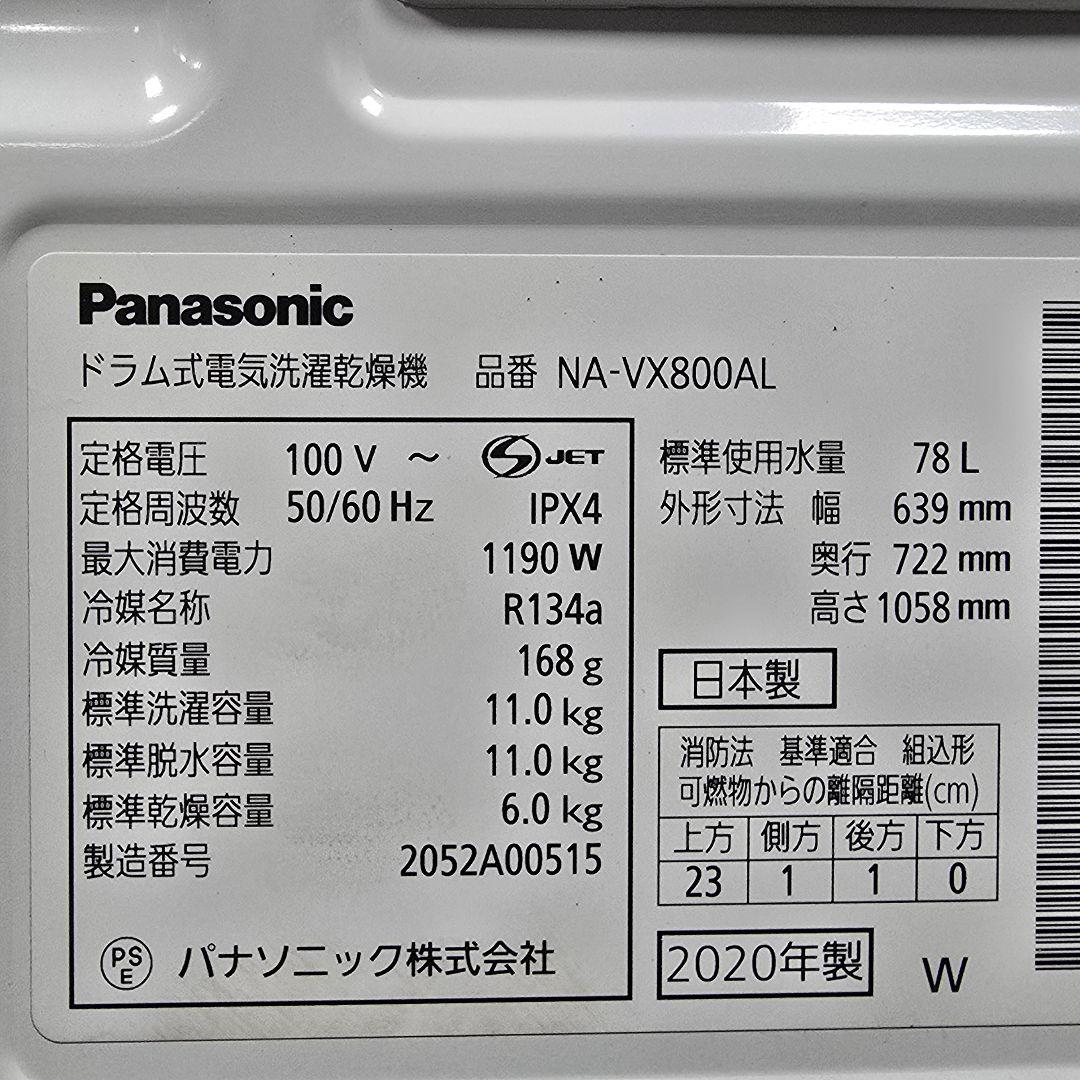 Panasonic
ドラム式電気洗濯乾燥機 品番 NA-VX800AL
定格電圧 100 V ～ S JET
定格周波数 50/60 Hz IPX4
最大消費電力 1190 W
冷媒名称 R134a
冷媒質量 168 g
標準洗濯容量 11.0 kg
標準脱水容量 11.0 kg
標準乾燥容量 6.0 kg
製造番号 2052A00515
PSE パナソニック株式会社
標準使用水量 78 L
外形寸法 幅 639 mm
奥行 722 mm
高さ 1058 mm
日本製
消防法 基準適合 組込形
可燃物からの離隔距離(cm)
上方 側方 後方 下方
23 1 1 0
2020年製 W